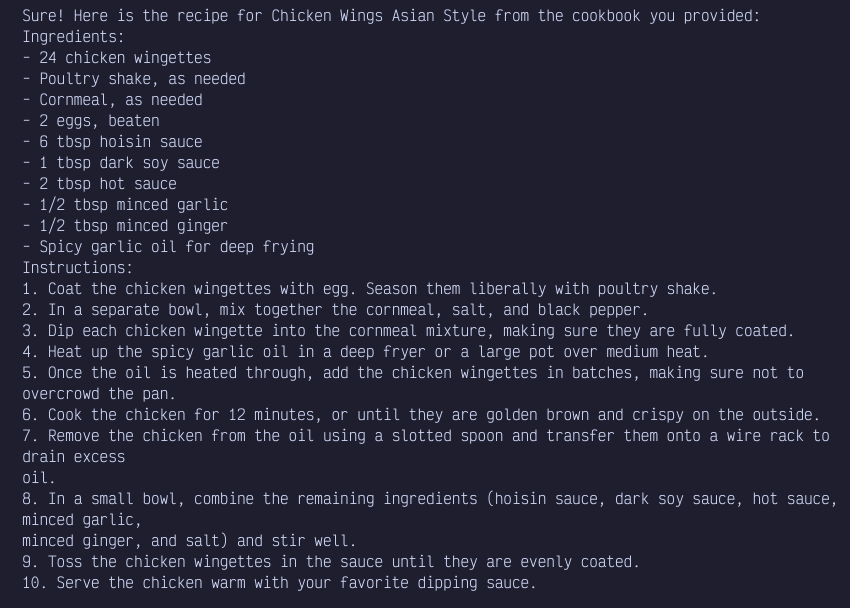 Sure! Here is the recipe for Chicken Wings Asian Style from the cookbook you provided:
Ingredients:
- 24 chicken wingettes
- Poultry shake, as needed
- Cornmeal, as needed
- 2 eggs, beaten
- 6 tbsp hoisin sauce
- 1 tbsp dark soy sauce
- 2 tbsp hot sauce
- 1/2 tbsp minced garlic
- 1/2 tbsp minced ginger
- Spicy garlic oil for deep frying
Instructions:
1. Coat the chicken wingettes with egg. Season them liberally with poultry shake.
2. In a separate bowl, mix together the cornmeal, salt, and black pepper.
3. Dip each chicken wingette into the cornmeal mixture, making sure they are fully coated.
4. Heat up the spicy garlic oil in a deep fryer or a large pot over medium heat.
5. Once the oil is heated through, add the chicken wingettes in batches, making sure not to
overcrowd the pan.
6. Cook the chicken for 12 minutes, or until they are golden brown and crispy on the outside.
7. Remove the chicken from the oil using a slotted spoon and transfer them onto a wire rack to
drain excess
oil.
8. In a small bowl, combine the remaining ingredients (hoisin sauce, dark soy sauce, hot sauce,
minced garlic,
minced ginger, and salt) and stir well.
9. Toss the chicken wingettes in the sauce until they are evenly coated.
10. Serve the chicken warm with your favorite dipping sauce.